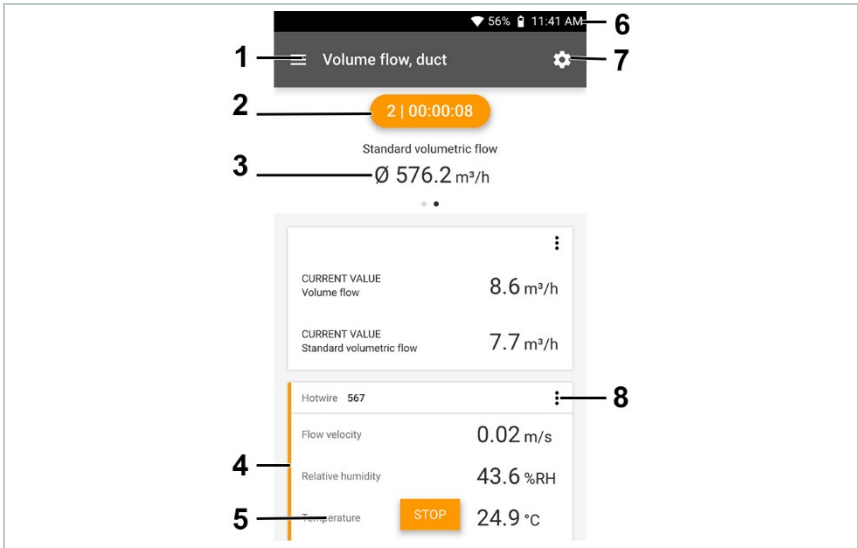 56% 11:41 AM 6
1 Volume flow, duct 7
2 2 | 00:00:08
Standard volumetric flow
3 Ø 576.2 m³/h
CURRENT VALUE
Volume flow 8.6 m³/h
CURRENT VALUE
Standard volumetric flow 7.7 m³/h
Hotwire 567 8
Flow velocity 0.02 m/s
4 Relative humidity 43.6 %RH
5 Temperature STOP 24.9 °C